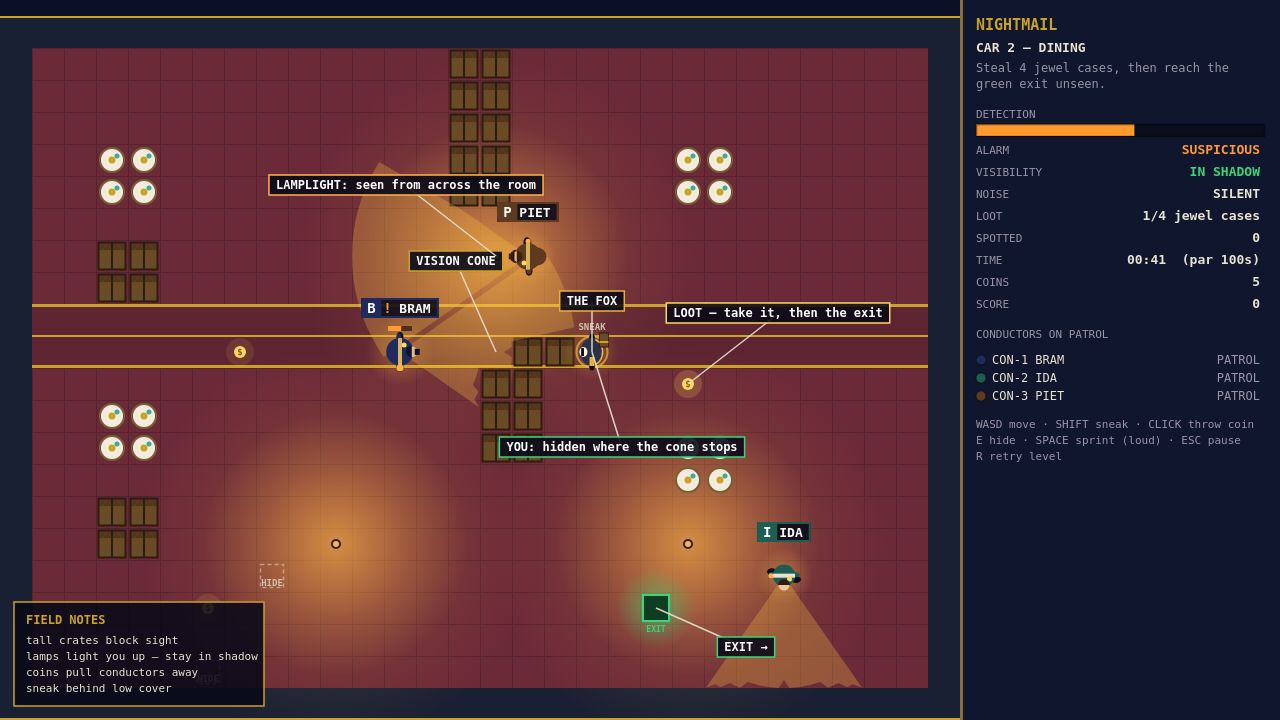 LAMPLIGHT: seen from across the room
P PIET
VISION CONE
THE FOX
B ! BRAM
LOOT — take it, then the exit
SNEAK
S
S
YOU: hidden where the cone stops
I IDA
HIDE
S
EXIT
EXIT →
FIELD NOTES
tall crates block sight
lamps light you up — stay in shadow
coins pull conductors away
sneak behind low cover
HIDE
NIGHTMAIL
CAR 2 — DINING
Steal 4 jewel cases, then reach the
green exit unseen.
DETECTION
ALARM SUSPICIOUS
VISIBILITY IN SHADOW
NOISE SILENT
LOOT 1/4 jewel cases
SPOTTED 0
TIME 00:41 (par 100s)
COINS 5
SCORE 0
CONDUCTORS ON PATROL
CON-1 BRAM PATROL
CON-2 IDA PATROL
CON-3 PIET PATROL
WASD move · SHIFT sneak · CLICK throw coin
E hide · SPACE sprint (loud) · ESC pause
R retry level